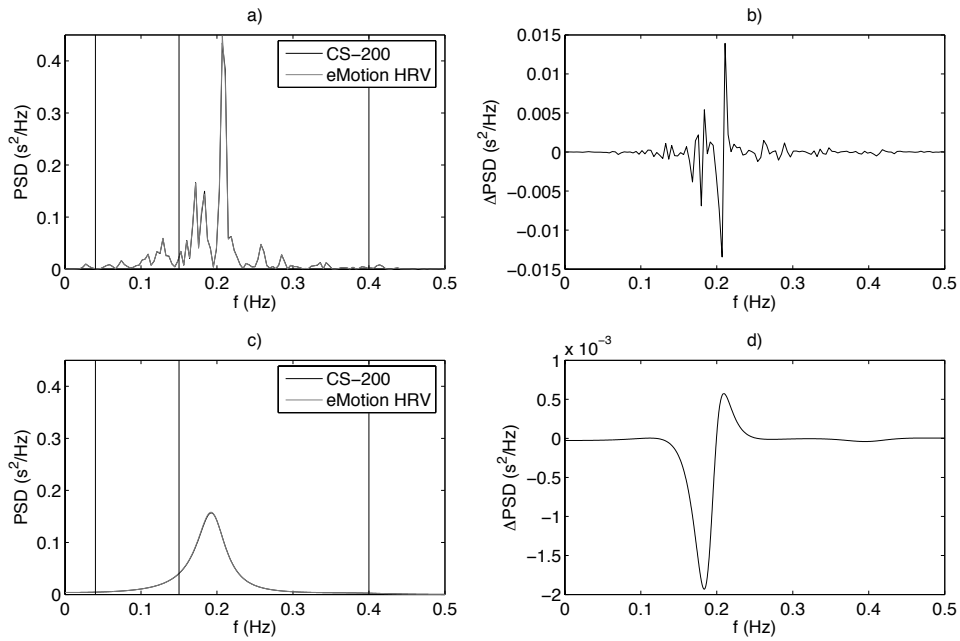 a)
PSD (s²/Hz)
0.4
0.3
0.2
0.1
0
CS−200
eMotion HRV
0 0.1 0.2 0.3 0.4 0.5
f (Hz)
b)
ΔPSD (s²/Hz)
0.015
0.01
0.005
0
−0.005
−0.01
−0.015
0 0.1 0.2 0.3 0.4 0.5
f (Hz)
c)
PSD (s²/Hz)
0.4
0.3
0.2
0.1
0
CS−200
eMotion HRV
0 0.1 0.2 0.3 0.4 0.5
f (Hz)
d)
x 10⁻³
ΔPSD (s²/Hz)
1
0.5
0
−0.5
−1
−1.5
−2
0 0.1 0.2 0.3 0.4 0.5
f (Hz)